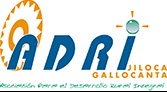 ADRI
JILOCA
GALLOCANTA
Asociación Para el Desarrollo Rural Integral